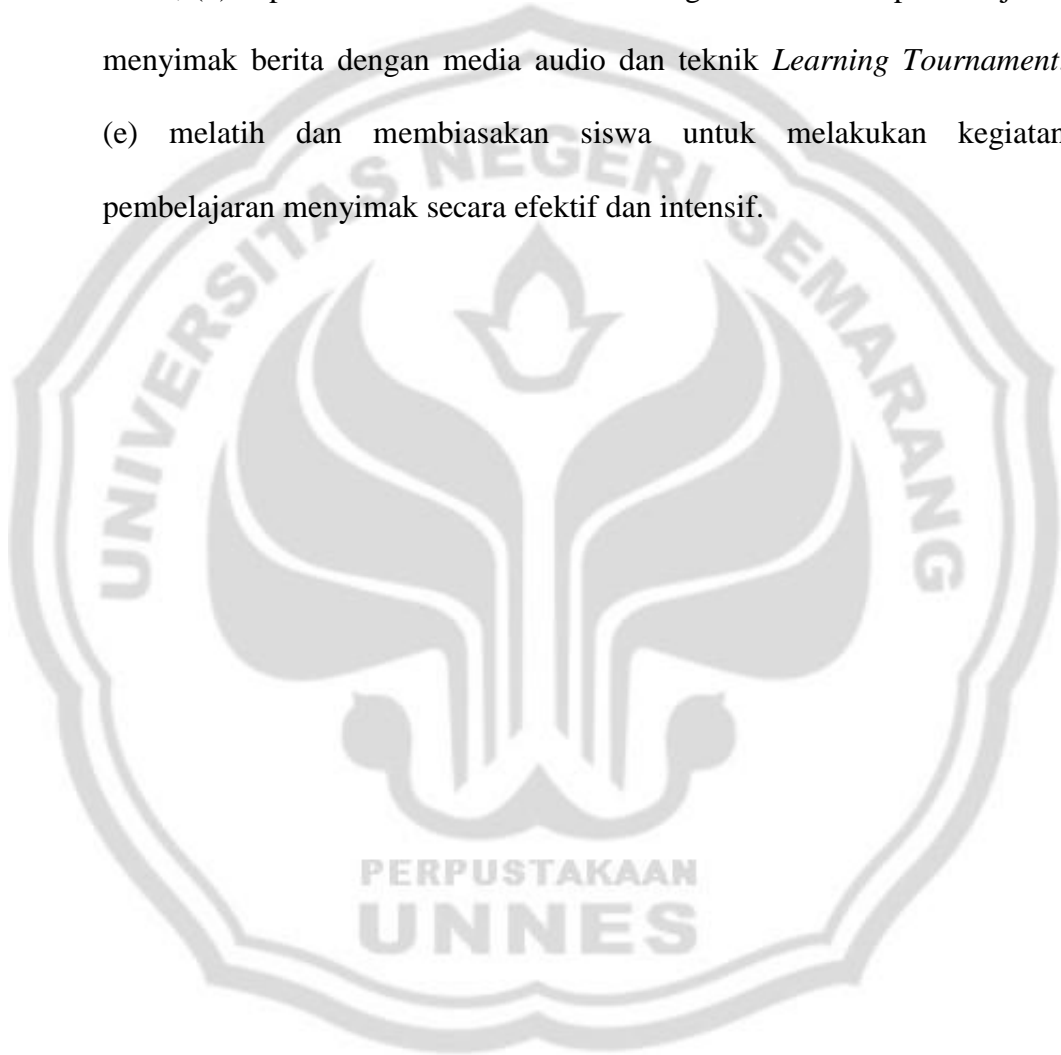 menyimak berita dengan media audio dan teknik Learning Tournament
(e) melatih dan membiasakan siswa untuk melakukan kegiatan
pembelajaran menyimak secara efektif dan intensif.
UNIVERSITAS NEGERI SEMARANG
PERPUSTAKAAN
UNNES